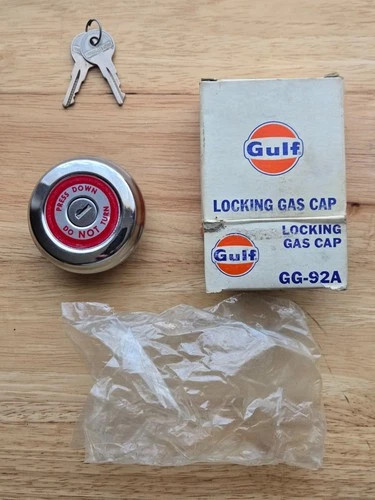 PRESS DOWN
DO NOT TURN
Gulf
LOCKING GAS CAP
Gulf
LOCKING
GAS CAP
GG-92A